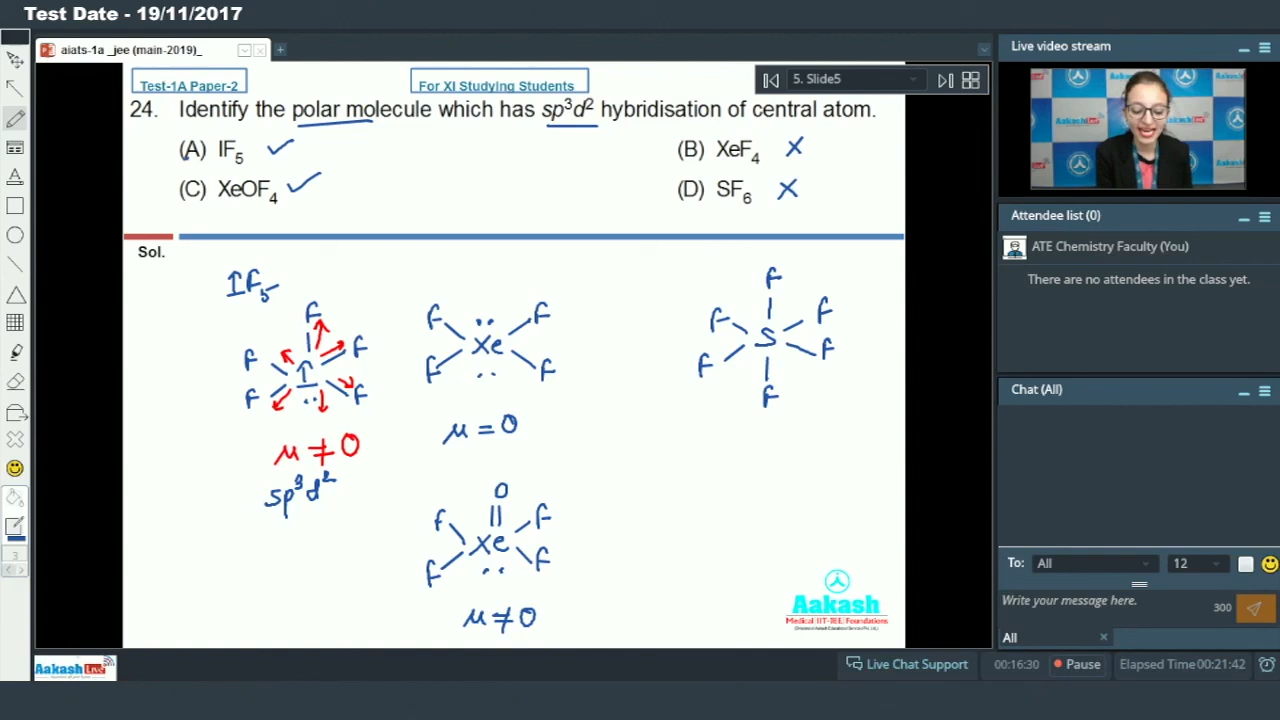 Test Date - 19/11/2017
aiats-1a _jee (main-2019)_
Live video stream
Test-1A Paper-2
For XI Studying Students
5. Slide5
24. Identify the polar molecule which has sp³d² hybridisation of central atom.
(A) IF₅ ✓
(B) XeF₄ ✗
(C) XeOF₄ ✓
(D) SF₆ ✗
Sol.
IF₅
F
F F
I
F F
μ ≠ 0
sp³d²
F F
Xe
F F
μ = 0
O
F F
Xe
F F
μ ≠ 0
F
F F
S
F F
F
Aakash
Medical|IIT-JEE|Foundations
AakashLive
Attendee list (0)
ATE Chemistry Faculty (You)
There are no attendees in the class yet.
Chat (All)
To: All 12
Write your message here.
300
All
3
Aakash Live
Live Chat Support
00:16:30
Pause
Elapsed Time 00:21:42